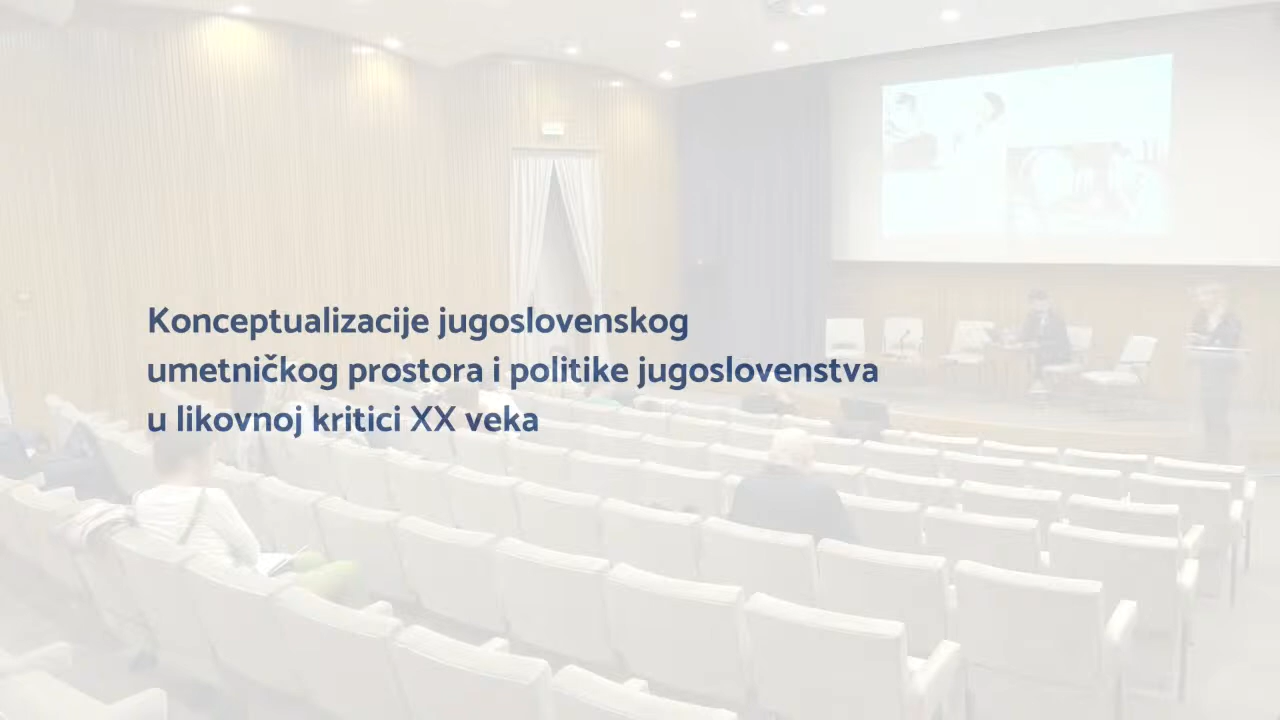 Konceptualizacije jugoslovenskog
umetničkog prostora i politike jugoslovenstva
u likovnoj kritici XX veka